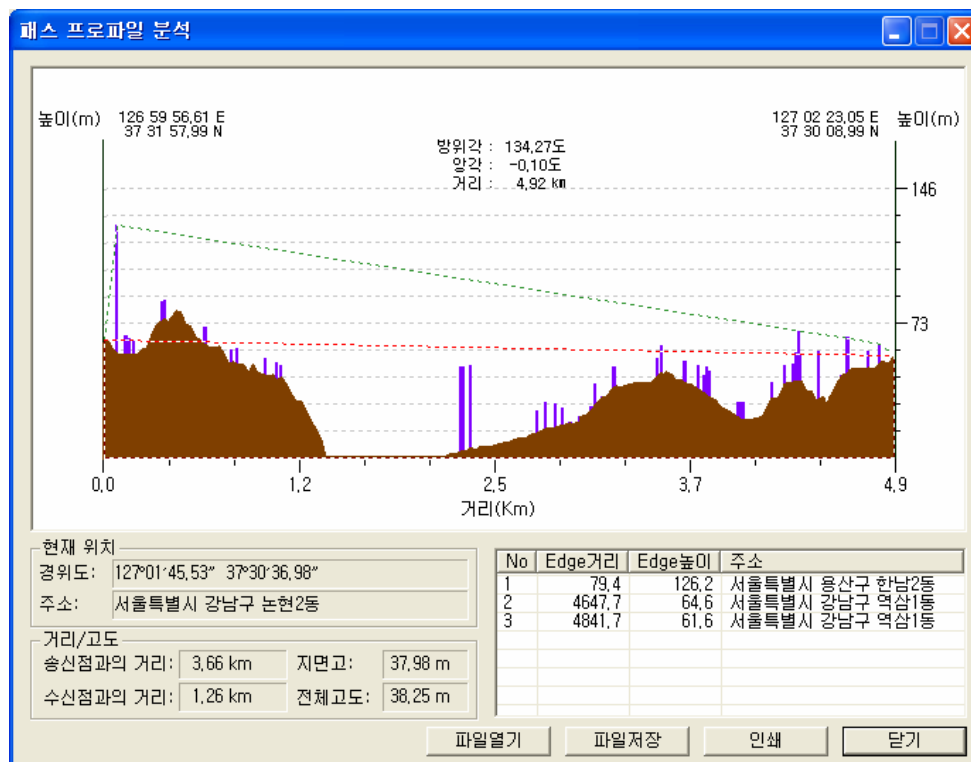 패스 프로파일 분석
높이(m) 126 59 56,61 E 127 02 23,05 E 높이(m)
37 31 57,99 N 37 30 08,99 N
방위각 : 134,27도
앙각 : -0,10도
거리 : 4,92 km
146
73
0,0 1,2 2,5 3,7 4,9
거리(Km)
현재 위치
경위도: 127º01´45,53˝ 37º30´36,98˝
주소: 서울특별시 강남구 논현2동
거리/고도
송신점과의 거리: 3,66 km 지면고: 37,98 m
수신점과의 거리: 1,26 km 전체고도: 38,25 m
No Edge거리 Edge높이 주소
1 79,4 126,2 서울특별시 용산구 한남2동
2 4647,7 64,6 서울특별시 강남구 역삼1동
3 4841,7 61,6 서울특별시 강남구 역삼1동
파일열기 파일저장 인쇄 닫기